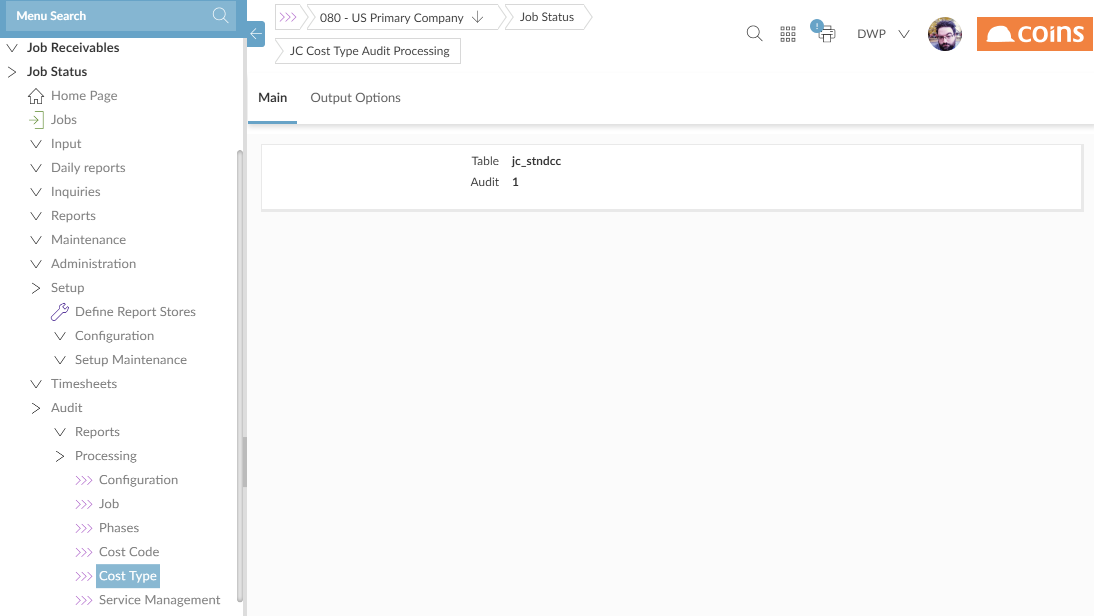 Menu Search
Job Receivables
Job Status
Home Page
Jobs
Input
Daily reports
Inquiries
Reports
Maintenance
Administration
Setup
Define Report Stores
Configuration
Setup Maintenance
Timesheets
Audit
Reports
Processing
Configuration
Job
Phases
Cost Code
Cost Type
Service Management
080 - US Primary Company
Job Status
JC Cost Type Audit Processing
!
DWP
coins
Main
Output Options
Table jc_stndcc
Audit 1